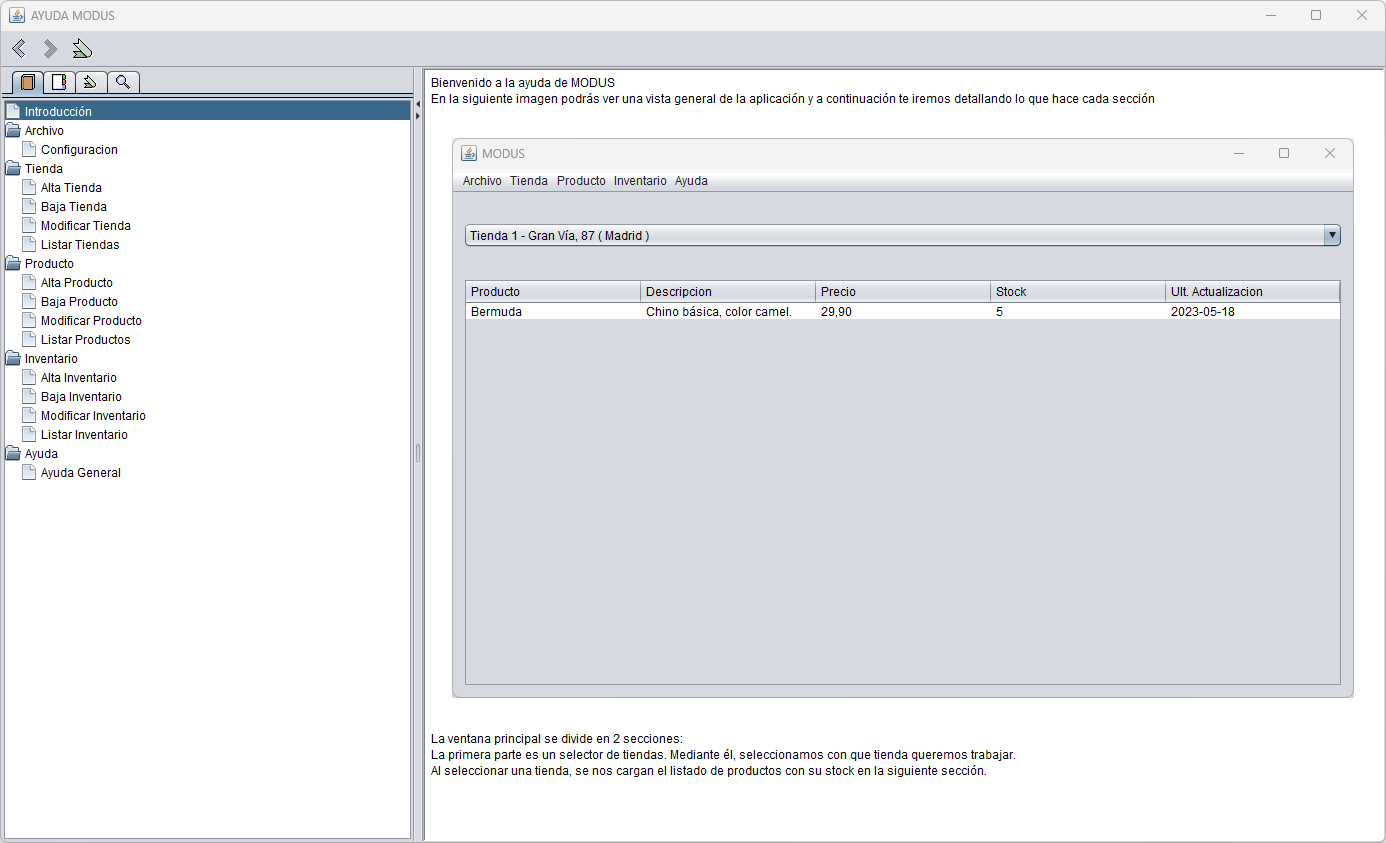 AYUDA MODUS
Introducción
Archivo
Configuracion
Tienda
Alta Tienda
Baja Tienda
Modificar Tienda
Listar Tiendas
Producto
Alta Producto
Baja Producto
Modificar Producto
Listar Productos
Inventario
Alta Inventario
Baja Inventario
Modificar Inventario
Listar Inventario
Ayuda
Ayuda General
Bienvenido a la ayuda de MODUS
En la siguiente imagen podrás ver una vista general de la aplicación y a continuación te iremos detallando lo que hace cada sección
MODUS
Archivo Tienda Producto Inventario Ayuda
Tienda 1 - Gran Vía, 87 ( Madrid )
Producto Descripcion Precio Stock Ult. Actualizacion
Bermuda Chino básica, color camel. 29,90 5 2023-05-18
La ventana principal se divide en 2 secciones:
La primera parte es un selector de tiendas. Mediante él, seleccionamos con que tienda queremos trabajar.
Al seleccionar una tienda, se nos cargan el listado de productos con su stock en la siguiente sección.